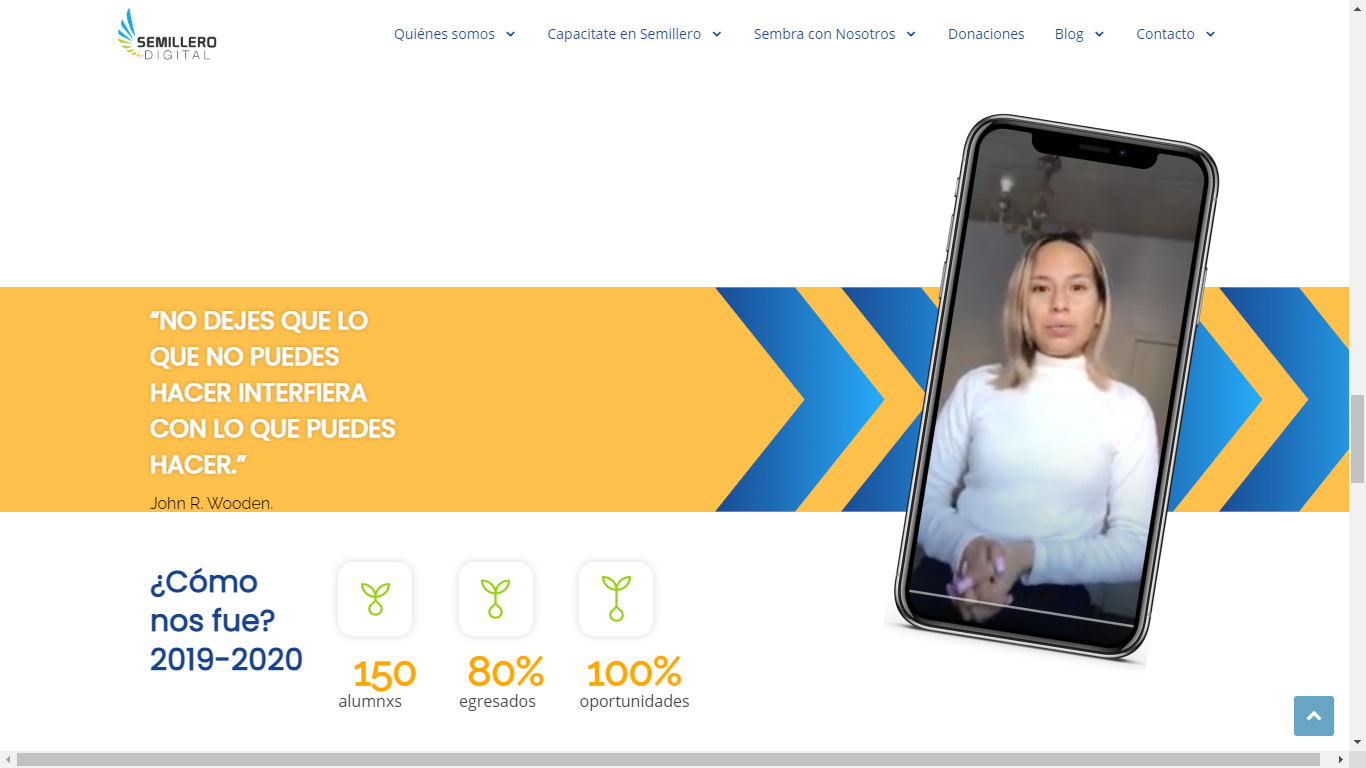 SEMILLERO
DIGITAL
Quiénes somos
Capacitate en Semillero
Sembra con Nosotros
Donaciones
Blog
Contacto
“NO DEJES QUE LO
QUE NO PUEDES
HACER INTERFIERA
CON LO QUE PUEDES
HACER.”
John R. Wooden.
¿Cómo
nos fue?
2019-2020
150
alumnxs
80%
egresados
100%
oportunidades